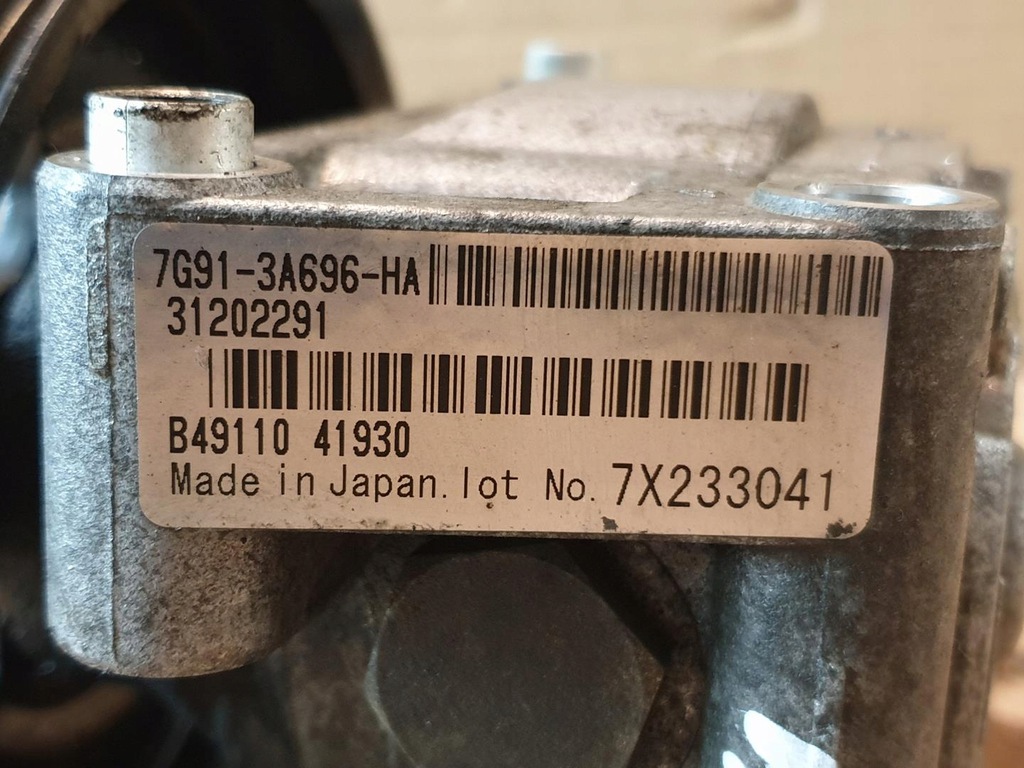 7G91-3A696-HA
31202291
B49110 41930
Made in Japan. lot No. 7X233041